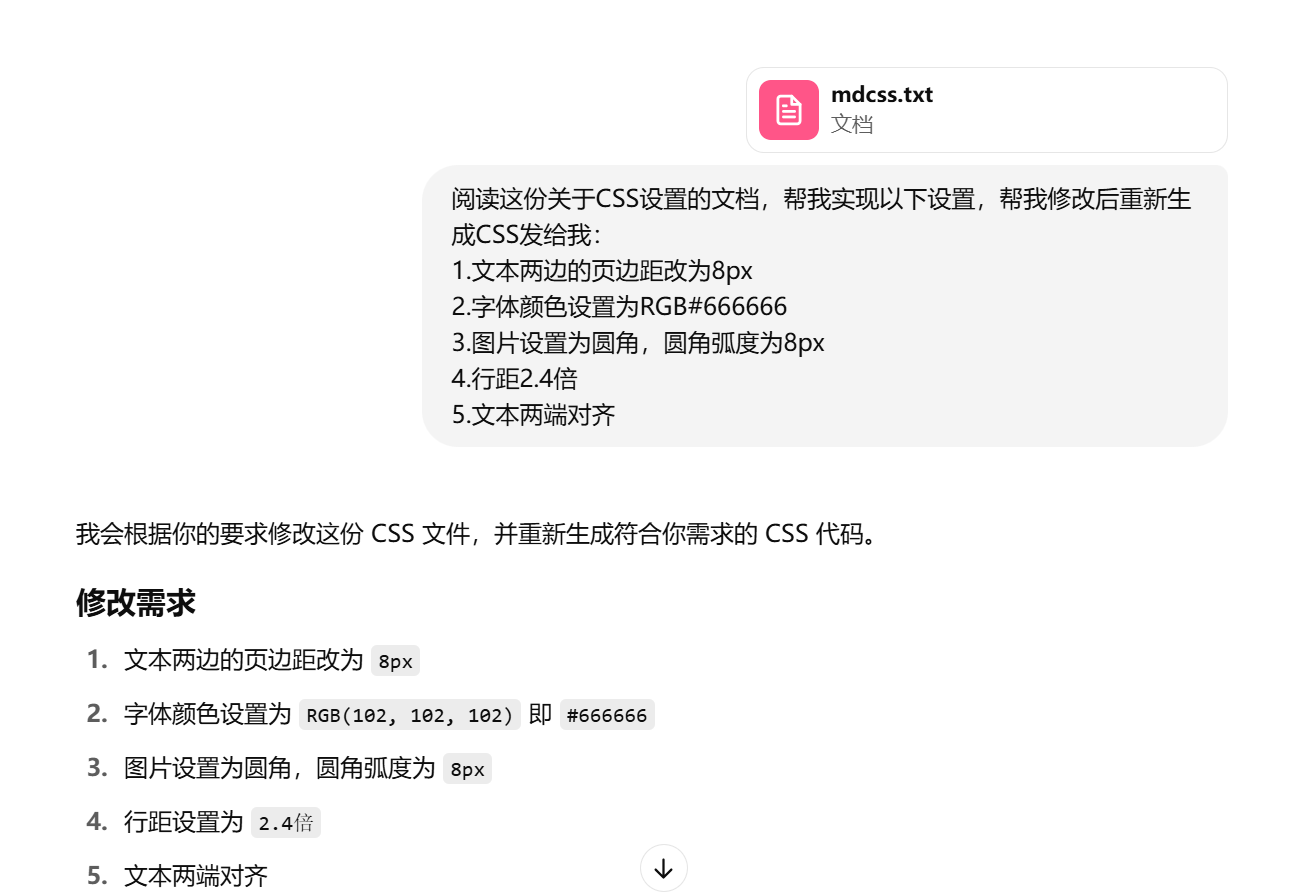 mdcss.txt
文档
阅读这份关于CSS设置的文档，帮我实现以下设置，帮我修改后重新生
成CSS发给我：
1.文本两边的页边距改为8px
2.字体颜色设置为RGB#666666
3.图片设置为圆角，圆角弧度为8px
4.行距2.4倍
5.文本两端对齐
我会根据你的要求修改这份 CSS 文件，并重新生成符合你需求的 CSS 代码。
修改需求
1. 文本两边的页边距改为 8px
2. 字体颜色设置为 RGB(102, 102, 102) 即 #666666
3. 图片设置为圆角，圆角弧度为 8px
4. 行距设置为 2.4倍
5. 文本两端对齐